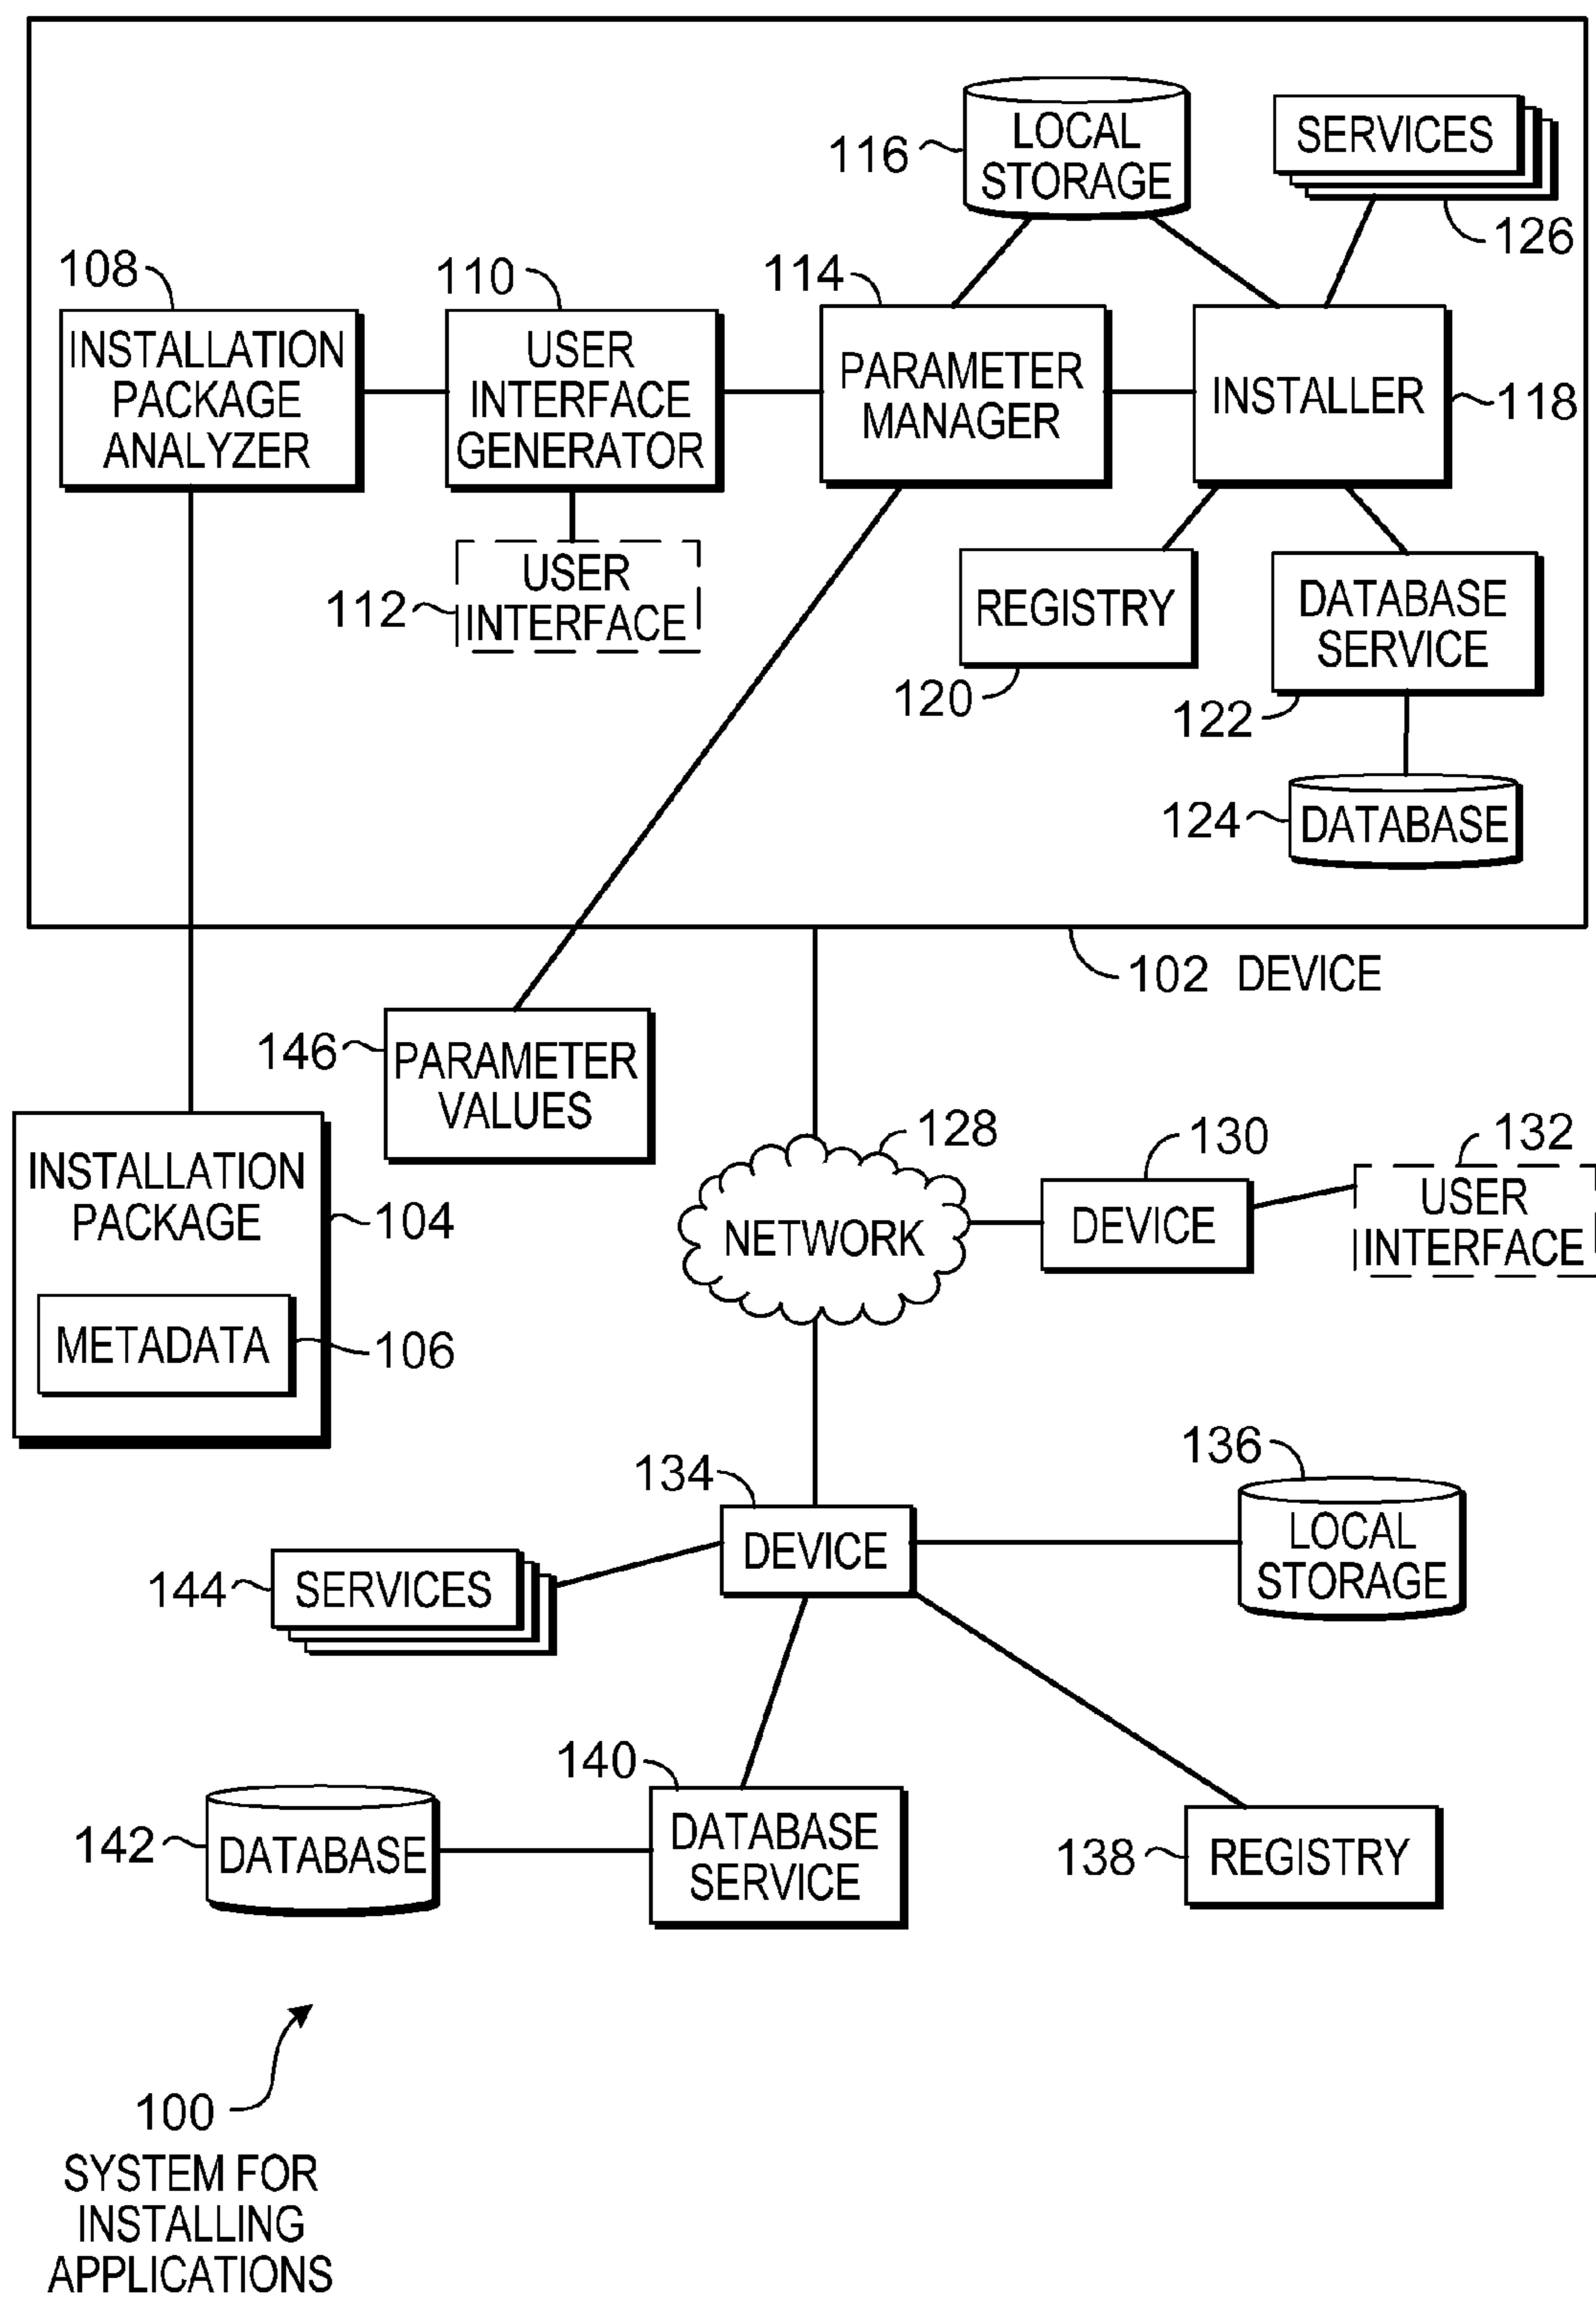 LOCAL
STORAGE
116
SERVICES
126
108
110
114
INSTALLATION
PACKAGE
ANALYZER
USER
INTERFACE
GENERATOR
PARAMETER
MANAGER
INSTALLER
118
USER
INTERFACE
112
REGISTRY
120
DATABASE
SERVICE
122
124
DATABASE
102 DEVICE
146
PARAMETER
VALUES
INSTALLATION
PACKAGE
104
METADATA
106
128
NETWORK
130
DEVICE
132
USER
INTERFACE
134
DEVICE
136
LOCAL
STORAGE
144
SERVICES
140
DATABASE
SERVICE
142
DATABASE
138
REGISTRY
100
SYSTEM FOR
INSTALLING
APPLICATIONS